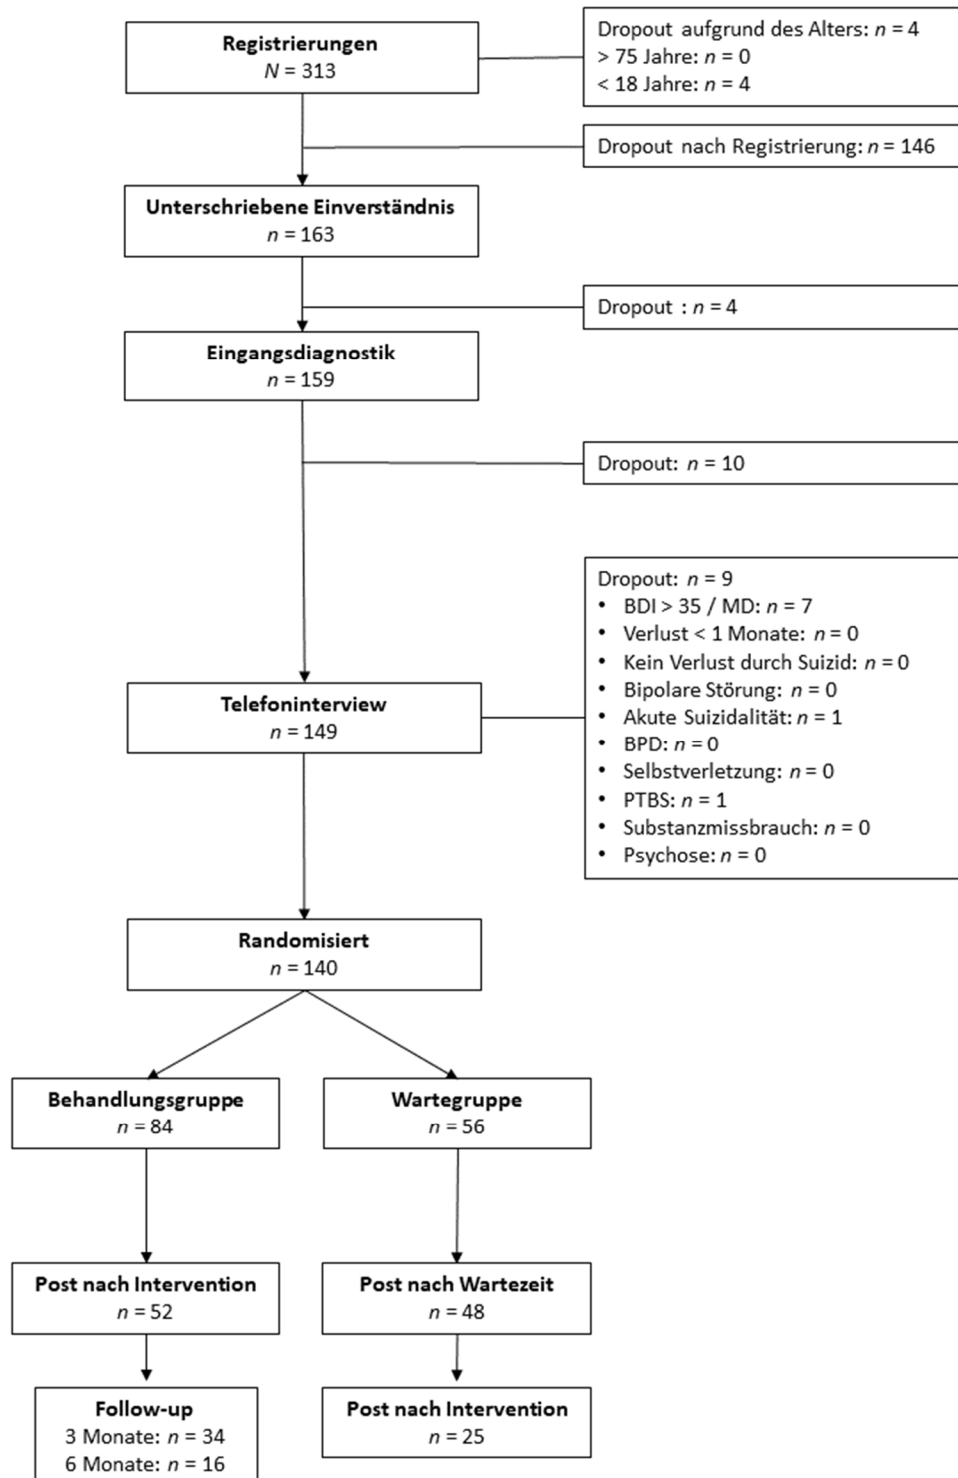 Registrierungen
N = 313
Dropout aufgrund des Alters: n = 4
> 75 Jahre: n = 0
< 18 Jahre: n = 4
Dropout nach Registrierung: n = 146
Unterschriebene Einverständnis
n = 163
Dropout : n = 4
Eingangsdiagnostik
n = 159
Dropout: n = 10
Dropout: n = 9
• BDI > 35 / MD: n = 7
• Verlust < 1 Monate: n = 0
• Kein Verlust durch Suizid: n = 0
• Bipolare Störung: n = 0
• Akute Suizidalität: n = 1
• BPD: n = 0
• Selbstverletzung: n = 0
• PTBS: n = 1
• Substanzmissbrauch: n = 0
• Psychose: n = 0
Telefoninterview
n = 149
Randomisiert
n = 140
Behandlungsgruppe
n = 84
Wartegruppe
n = 56
Post nach Intervention
n = 52
Post nach Wartezeit
n = 48
Follow-up
3 Monate: n = 34
6 Monate: n = 16
Post nach Intervention
n = 25